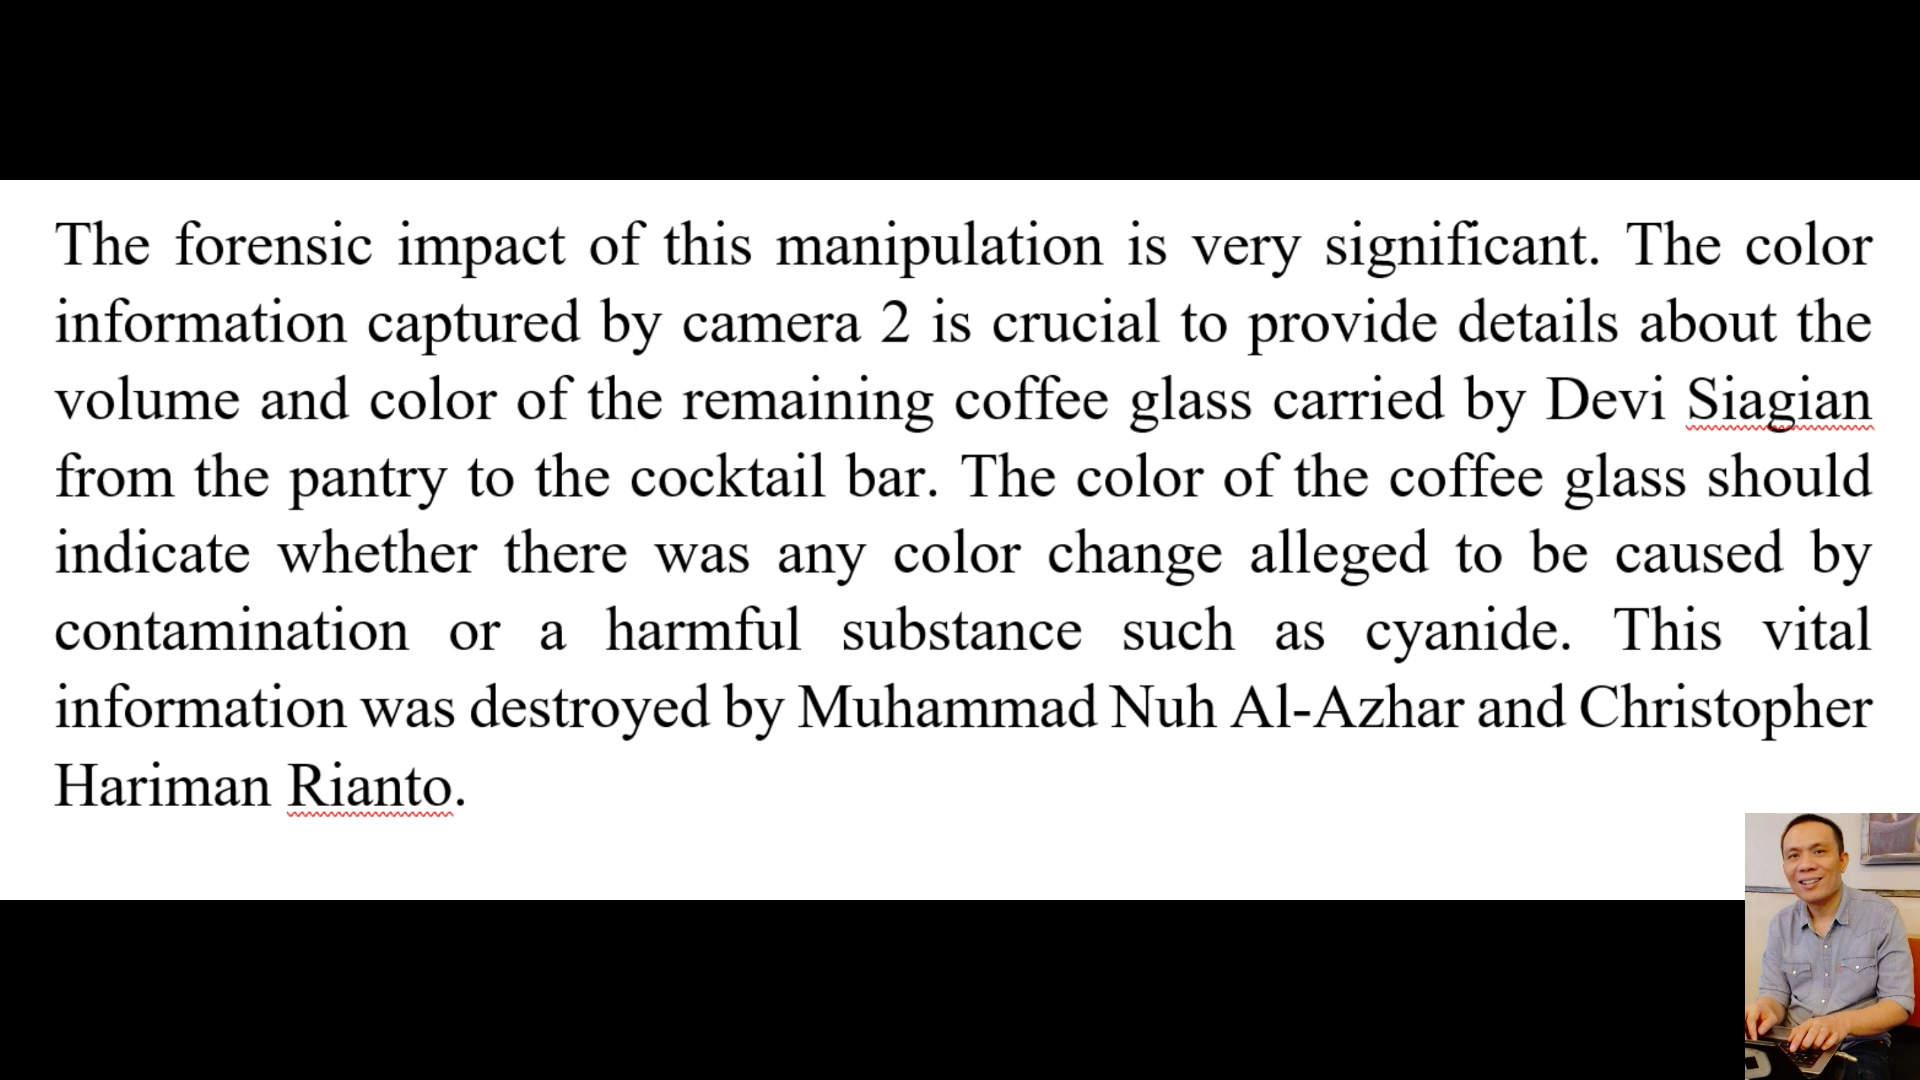 The forensic impact of this manipulation is very significant. The color
information captured by camera 2 is crucial to provide details about the
volume and color of the remaining coffee glass carried by Devi Siagian
from the pantry to the cocktail bar. The color of the coffee glass should
indicate whether there was any color change alleged to be caused by
contamination or a harmful substance such as cyanide. This vital
information was destroyed by Muhammad Nuh Al-Azhar and Christopher
Hariman Rianto.